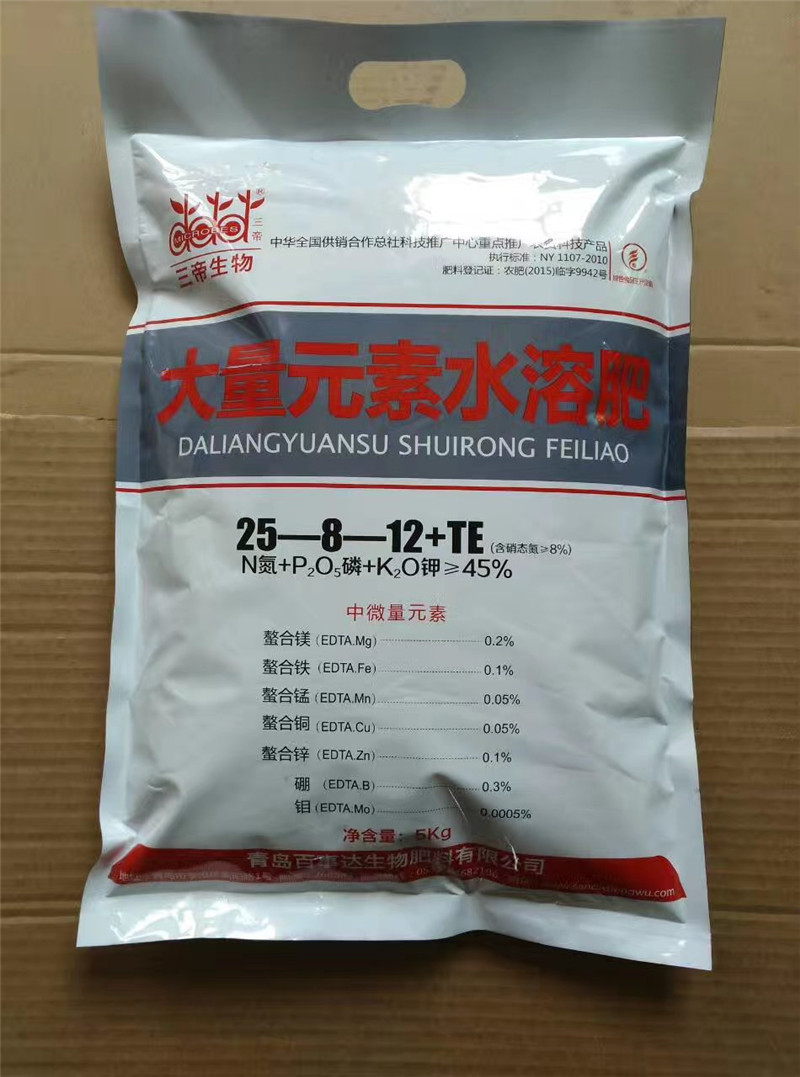 MICROBES
®
三帝
三帝生物
中华全国供销合作总社科技推广中心重点推广农资科技产品
执行标准：NY 1107-2010
肥料登记证：农肥(2015)临字9942号
大量元素水溶肥
DALIANGYUANSU SHUIRONG FEILIAO
25—8—12+TE (含硝态氮≥8%)
N氮+P₂O₅磷+K₂O钾≥45%
中微量元素
螯合镁(EDTA.Mg) 0.2%
螯合铁(EDTA.Fe) 0.1%
螯合锰(EDTA.Mn) 0.05%
螯合铜(EDTA.Cu) 0.05%
螯合锌(EDTA.Zn) 0.1%
硼 (EDTA.B) 0.3%
钼(EDTA.Mo) 0.0005%
净含量：5Kg
青岛百事达生物肥料有限公司